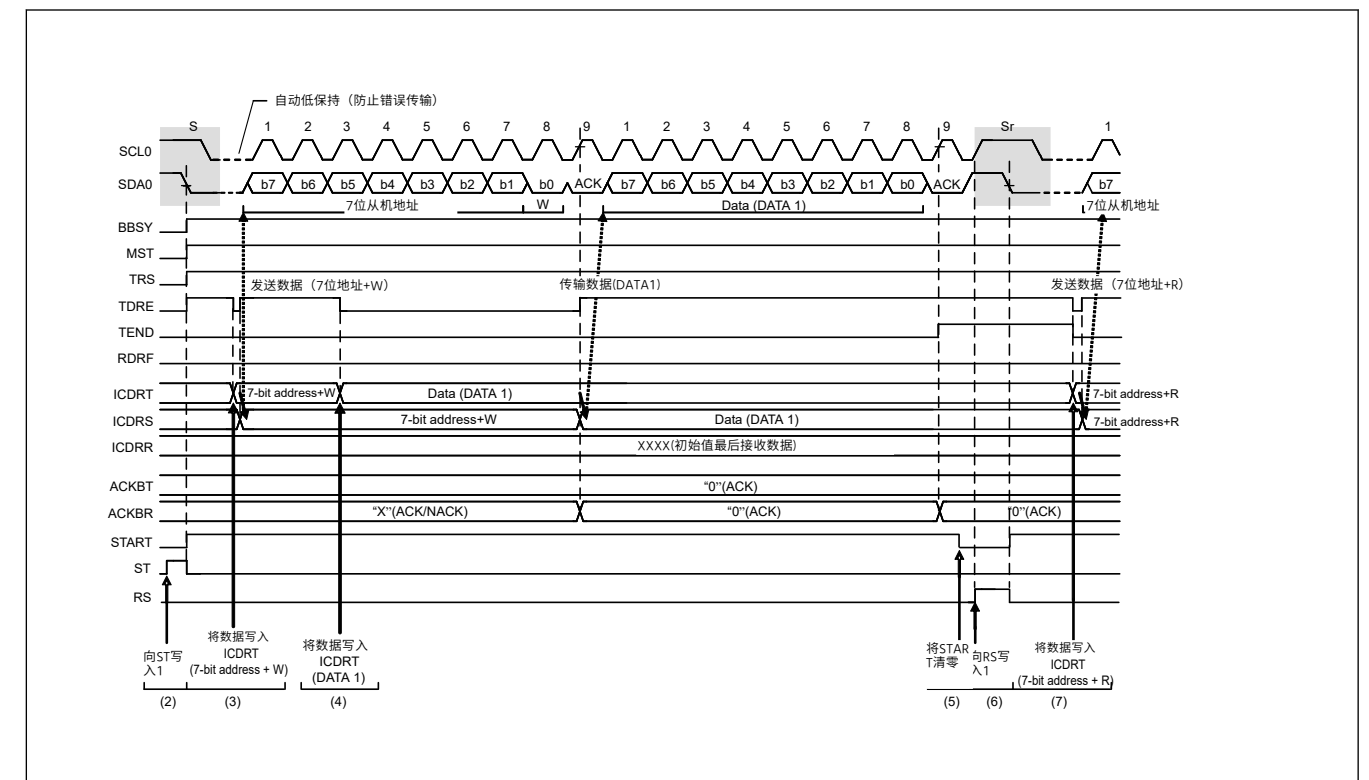 自动低保持（防止错误传输）
S 1 2 3 4 5 6 7 8 9 1 2 3 4 5 6 7 8 9 Sr 1
SCL0
SDA0 b7 b6 b5 b4 b3 b2 b1 b0 ACK b7 b6 b5 b4 b3 b2 b1 b0 ACK b7
7位从机地址 W Data (DATA 1) 7位从机地址
BBSY
MST
TRS
发送数据（7位地址+W） 传输数据(DATA1) 发送数据（7位地址+R）
TDRE
TEND
RDRF
ICDRT 7-bit address+W Data (DATA 1) 7-bit address+R
ICDRS 7-bit address+W Data (DATA 1) 7-bit address+R
ICDRR XXXX(初始值最后接收数据)
ACKBT “0”(ACK)
ACKBR “X”(ACK/NACK) “0”(ACK) “0”(ACK)
START
ST
RS
向ST写
入1
将数据写入
ICDRT
(7-bit address + W)
将数据写入
ICDRT
(DATA 1)
将STAR
T清零
向RS写
入1
将数据写入
ICDRT
(7-bit address + R)
(2) (3) (4) (5) (6) (7)